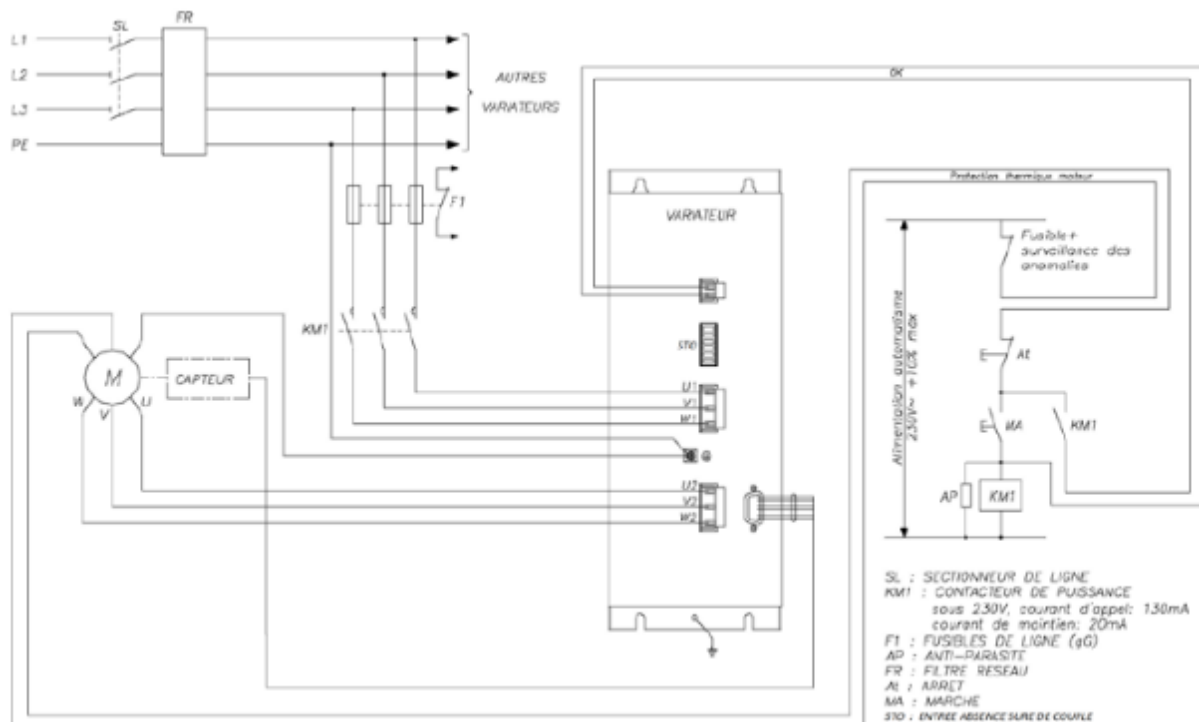 FR
SL
L1
L2
L3
PE
AUTRES
VARIATEURS
F1
KM1
OK
Protection thermique moteur
VARIATEUR
Fusible+
surveillance des
anomalies
Alimentation automatisme
230V~ +10% max
STO
At
MA
KM1
AP
KM1
U1
V1
W1
U2
V2
W2
M
CAPTEUR
W
V
U
SL : SECTIONNEUR DE LIGNE
KM1 : CONTACTEUR DE PUISSANCE
sous 230V, courant d'appel: 130mA
courant de maintien: 20mA
F1 : FUSIBLES DE LIGNE (gG)
AP : ANTI-PARASITE
FR : FILTRE RESEAU
At : ARRET
MA : MARCHE
STO : ENTREE ABSENCE SURE DE COUPLE